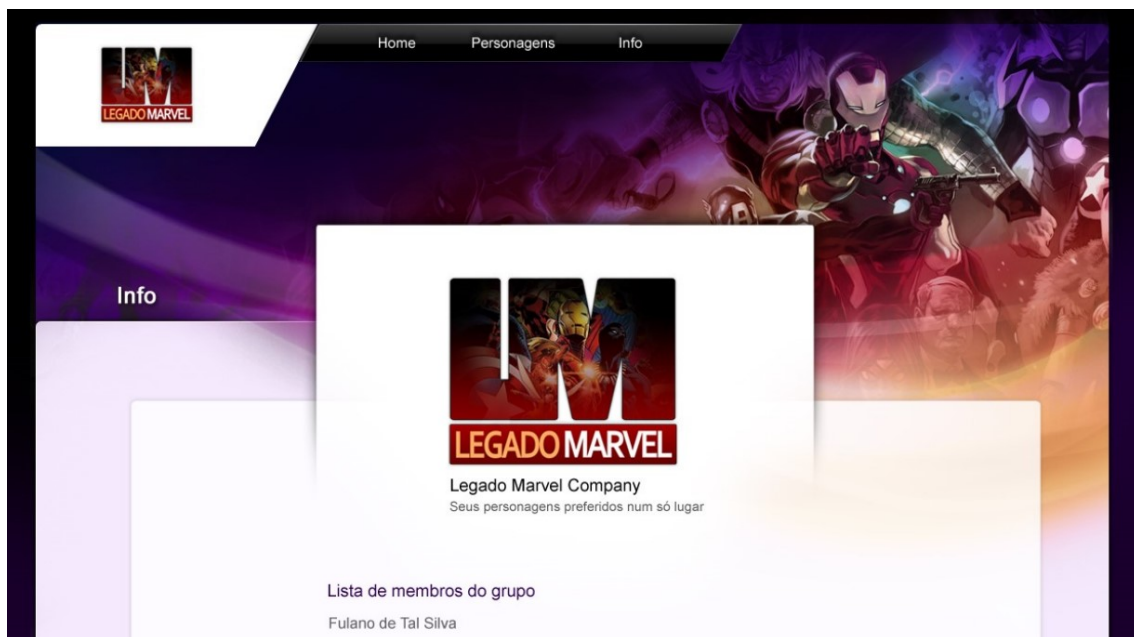 LEGADO MARVEL
Home Personagens Info
Info
LEGADO MARVEL
Legado Marvel Company
Seus personagens preferidos num só lugar
Lista de membros do grupo
Fulano de Tal Silva